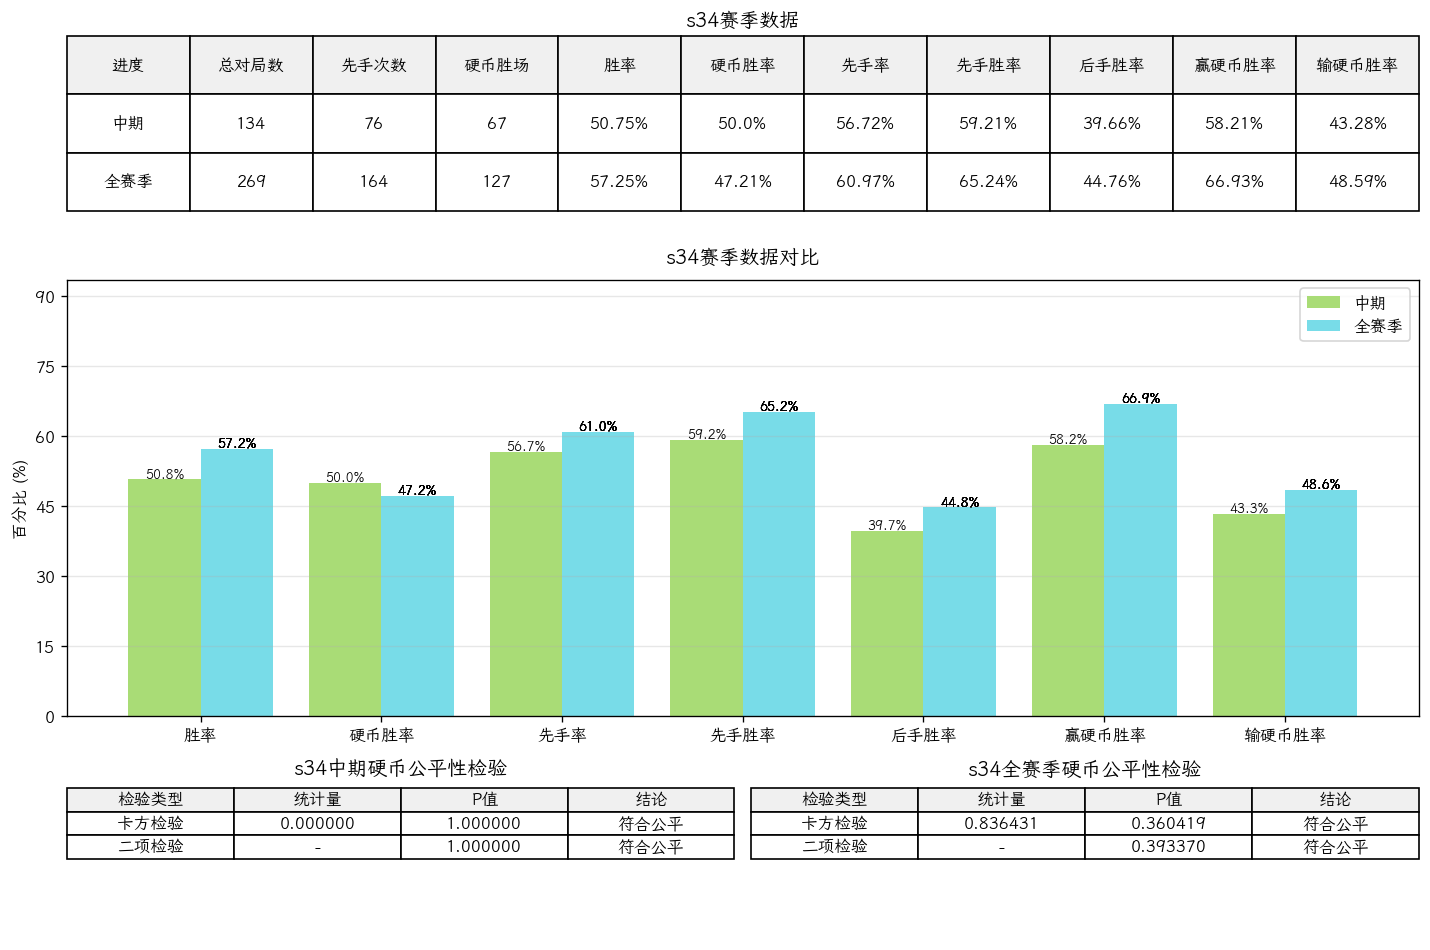 s34赛季数据
进度 总对局数 先手次数 硬币胜场 胜率 硬币胜率 先手率 先手胜率 后手胜率 赢硬币胜率 输硬币胜率
中期 134 76 67 50.75% 50.0% 56.72% 59.21% 39.66% 58.21% 43.28%
全赛季 269 164 127 57.25% 47.21% 60.97% 65.24% 44.76% 66.93% 48.59%
s34赛季数据对比
百分比 (%)
90
75
60
45
30
15
0
中期
全赛季
50.8% 57.2% 50.0% 47.2% 56.7% 61.0% 59.2% 65.2% 39.7% 44.8% 58.2% 66.9% 43.3% 48.6%
胜率 硬币胜率 先手率 先手胜率 后手胜率 赢硬币胜率 输硬币胜率
s34中期硬币公平性检验
检验类型 统计量 P值 结论
卡方检验 0.000000 1.000000 符合公平
二项检验 - 1.000000 符合公平
s34全赛季硬币公平性检验
检验类型 统计量 P值 结论
卡方检验 0.836431 0.360419 符合公平
二项检验 - 0.393370 符合公平